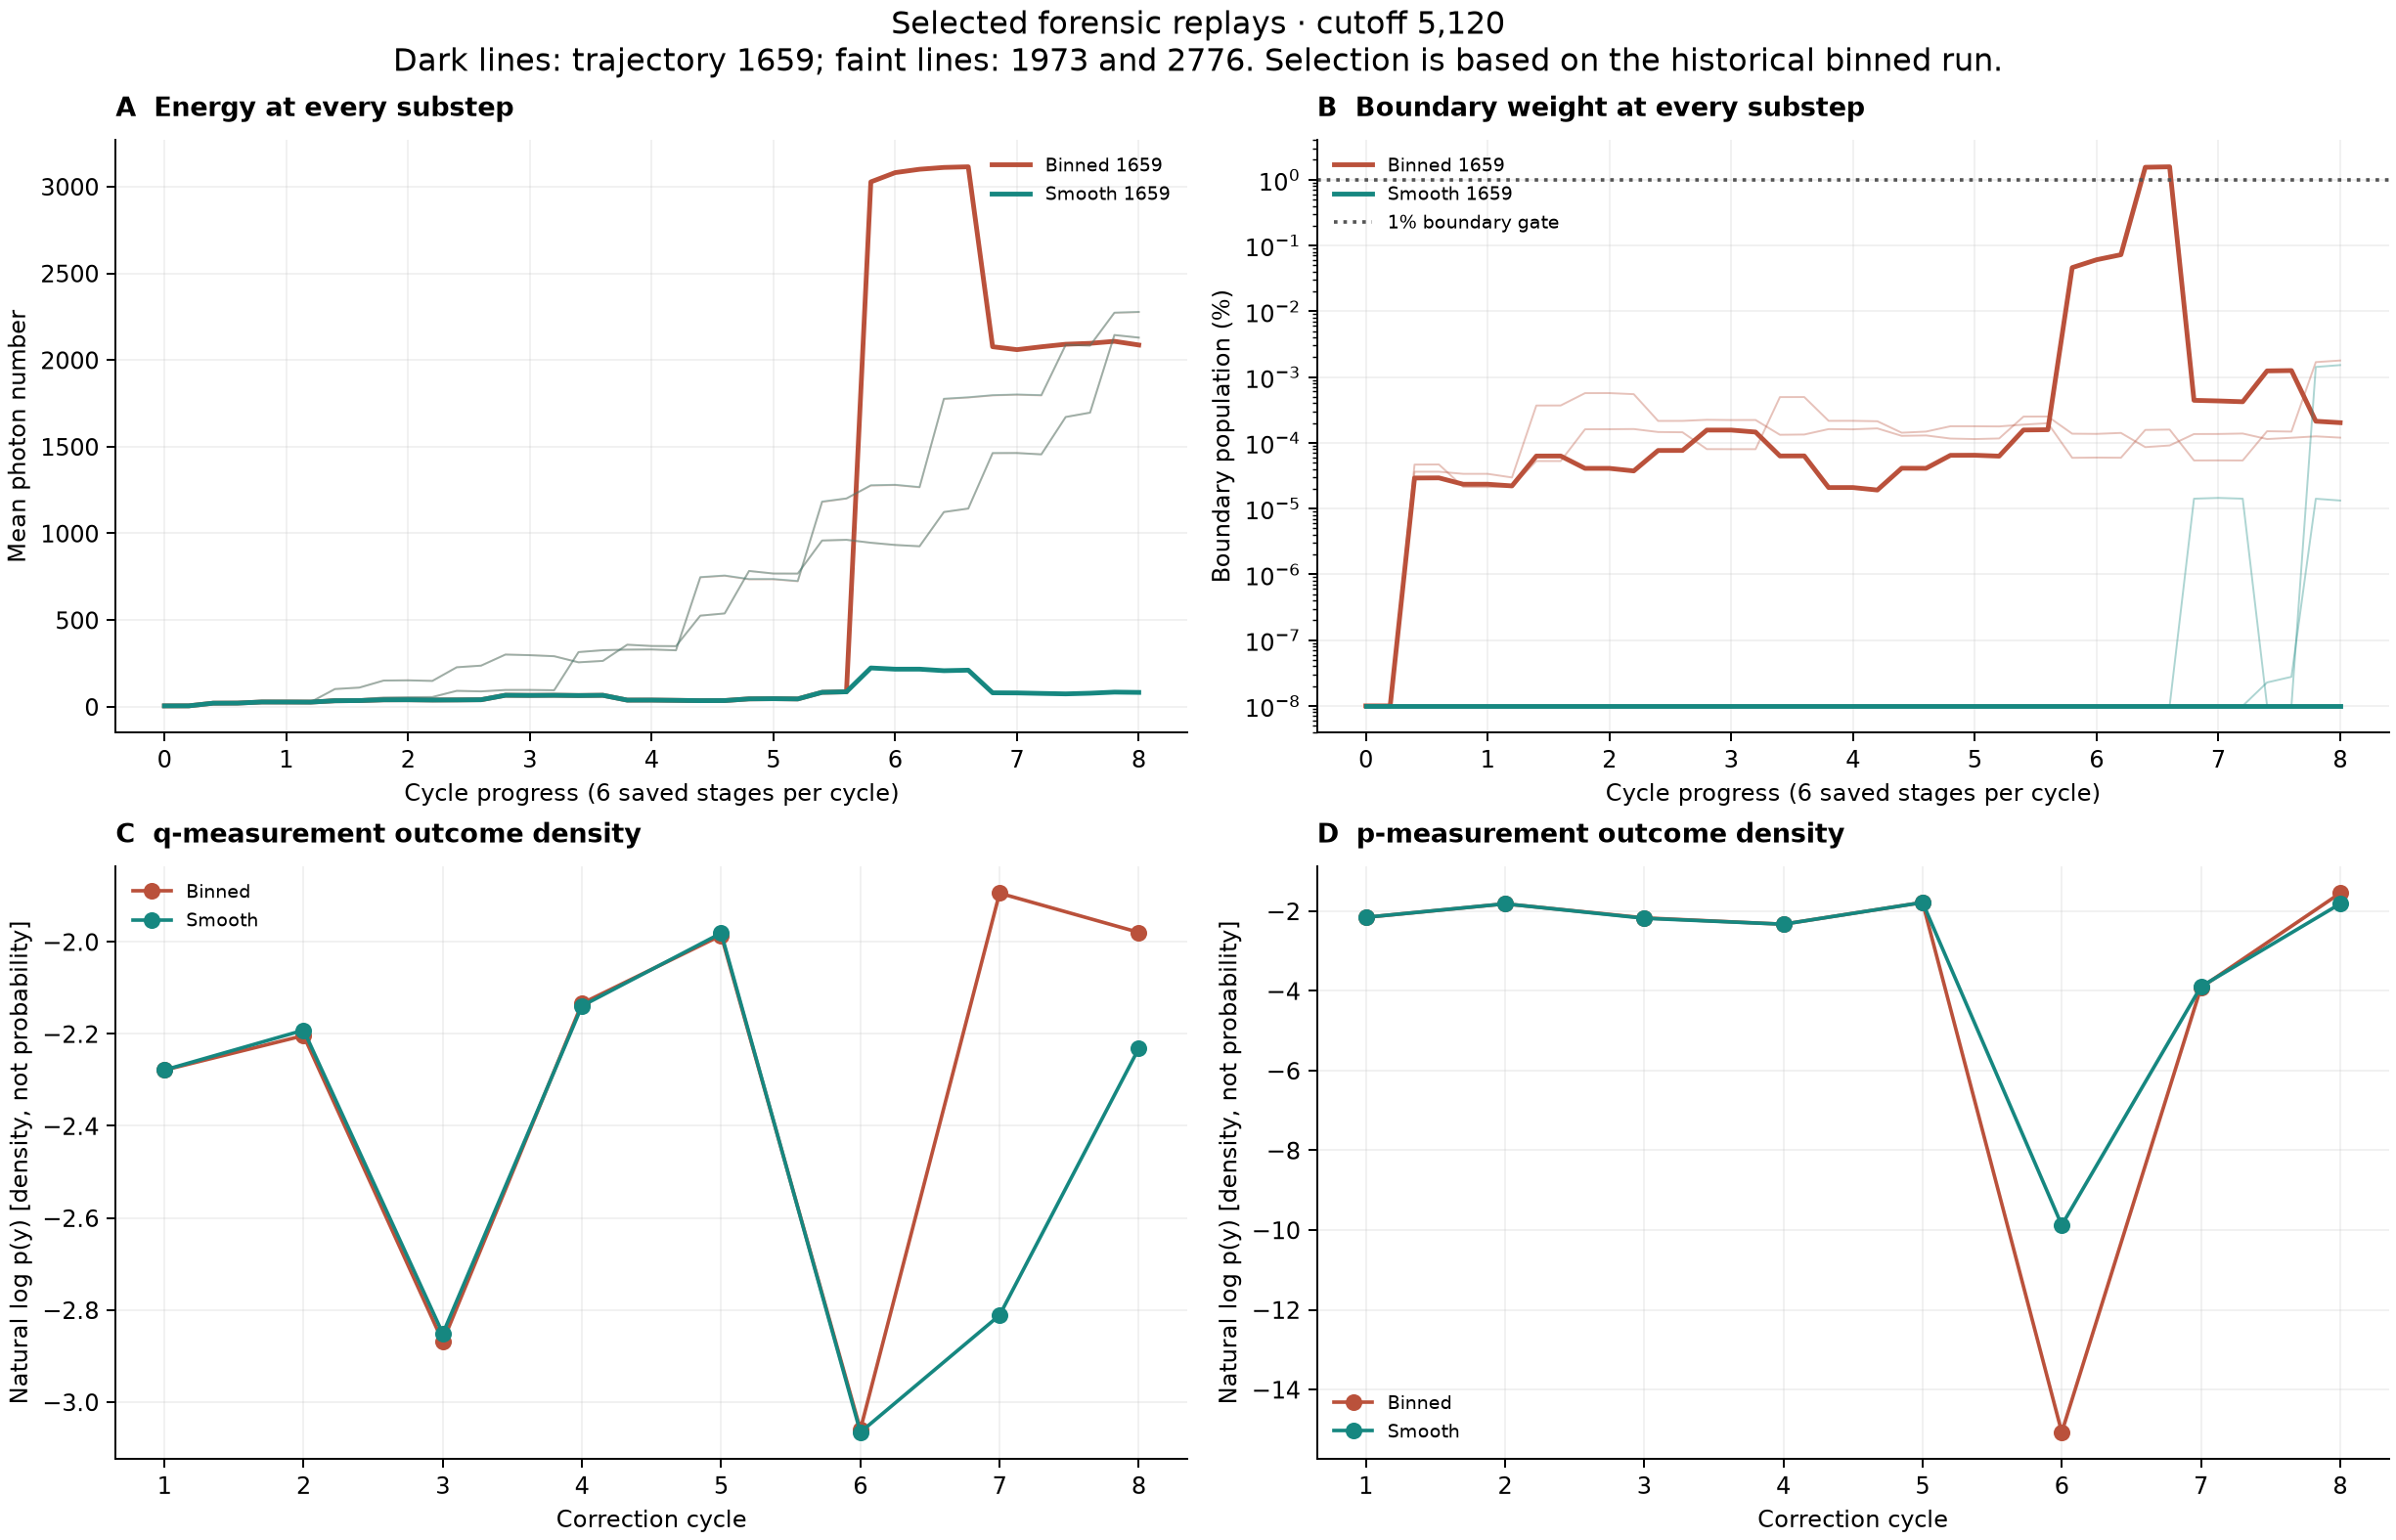 Selected forensic replays · cutoff 5,120
Dark lines: trajectory 1659; faint lines: 1973 and 2776. Selection is based on the historical binned run.
A Energy at every substep
Mean photon number
3000
2500
2000
1500
1000
500
0
Binned 1659
Smooth 1659
0 1 2 3 4 5 6 7 8
Cycle progress (6 saved stages per cycle)
B Boundary weight at every substep
Boundary population (%)
10⁰
10⁻¹
10⁻²
10⁻³
10⁻⁴
10⁻⁵
10⁻⁶
10⁻⁷
10⁻⁸
Binned 1659
Smooth 1659
1% boundary gate
0 1 2 3 4 5 6 7 8
Cycle progress (6 saved stages per cycle)
C q-measurement outcome density
Natural log p(y) [density, not probability]
Binned
Smooth
−2.0
−2.2
−2.4
−2.6
−2.8
−3.0
1 2 3 4 5 6 7 8
Correction cycle
D p-measurement outcome density
Natural log p(y) [density, not probability]
−2
−4
−6
−8
−10
−12
−14
Binned
Smooth
1 2 3 4 5 6 7 8
Correction cycle